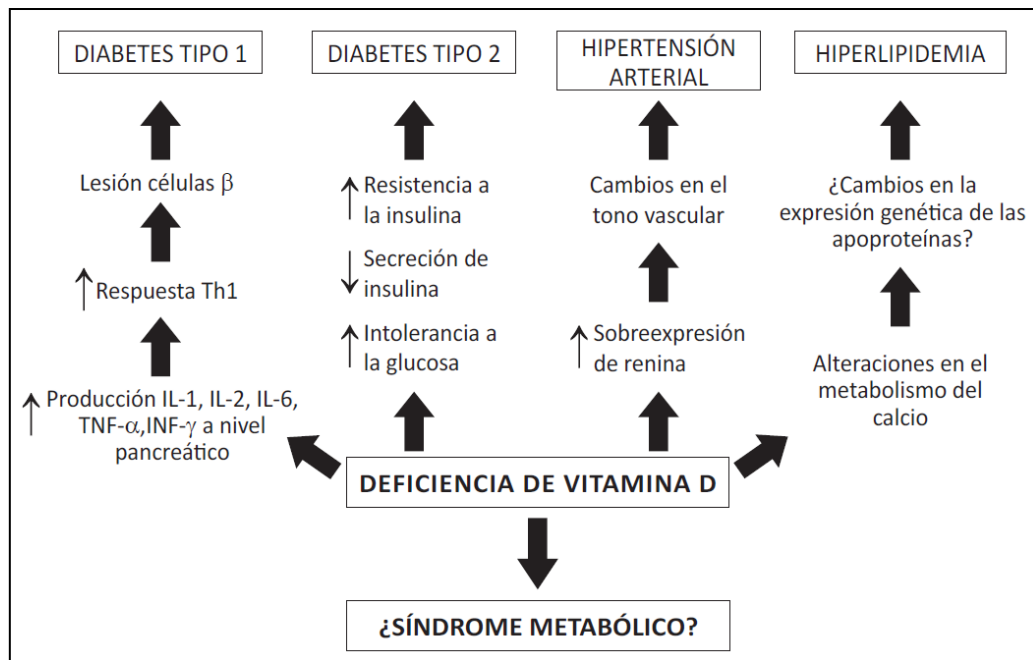 DIABETES TIPO 1
DIABETES TIPO 2
HIPERTENSIÓN
ARTERIAL
HIPERLIPIDEMIA
Lesión células β
Respuesta Th1
Producción IL-1, IL-2, IL-6,
TNF-α,INF-γ a nivel
pancreático
Resistencia a
la insulina
Secreción de
insulina
Intolerancia a
la glucosa
Cambios en el
tono vascular
Sobreexpresión
de renina
¿Cambios en la
expresión genética de las
apoproteínas?
Alteraciones en el
metabolismo del
calcio
DEFICIENCIA DE VITAMINA D
¿SÍNDROME METABÓLICO?